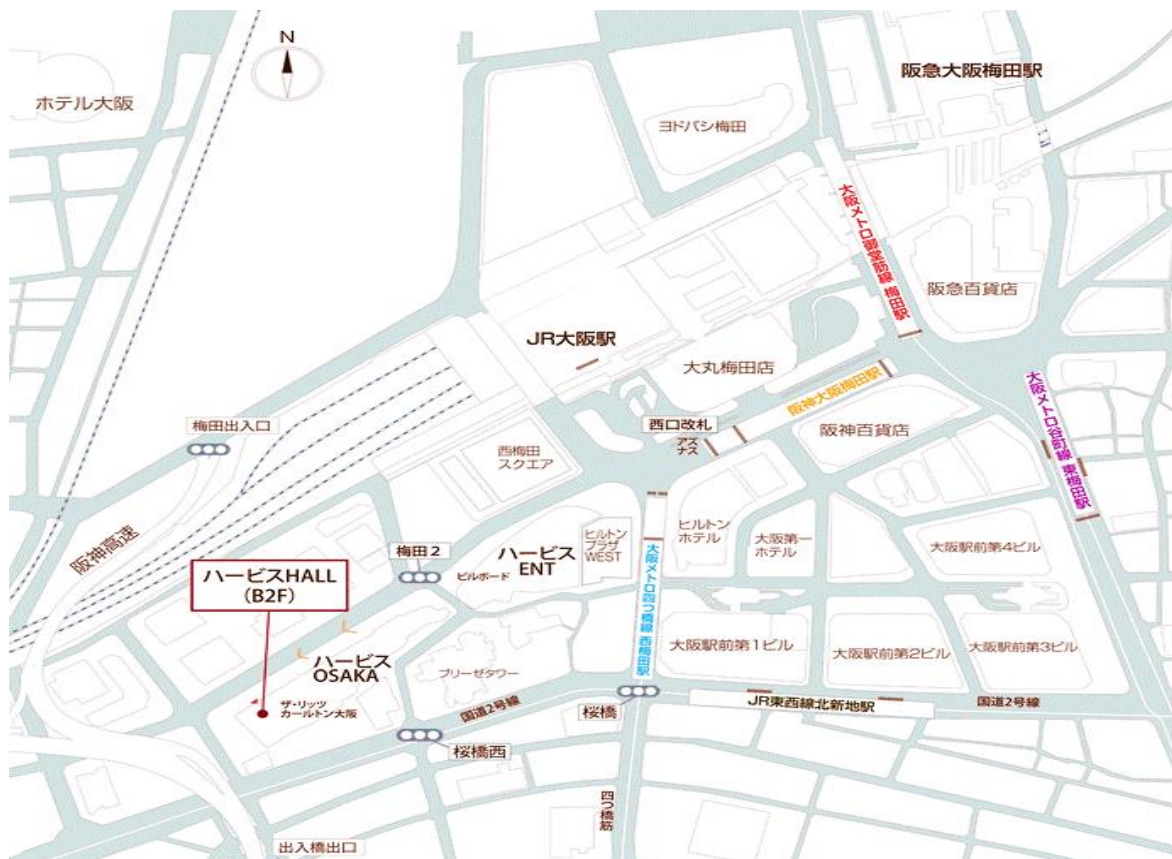 N
阪急大阪梅田駅
ホテル大阪
ヨドバシ梅田
大阪メトロ御堂筋線 梅田駅
阪急百貨店
JR大阪駅
大丸梅田店
阪神大阪梅田駅
大阪メトロ谷町線 東梅田駅
梅田出入口
西口改札
アズ
ナス
阪神百貨店
西梅田
スクエア
阪神高速
梅田2
ハービス
ENT
ビルボード
ヒルトン
プラザ
WEST
ヒルトン
ホテル
大阪第一
ホテル
大阪駅前第4ビル
ハービスHALL
(B2F)
大阪メトロ四つ橋線 西梅田駅
ハービス
OSAKA
ブリーゼタワー
大阪駅前第1ビル
大阪駅前第2ビル
大阪駅前第3ビル
ザ・リッツ
カールトン大阪
国道2号線
桜橋
JR東西線北新地駅
国道2号線
桜橋西
四つ橋筋
出入橋出口